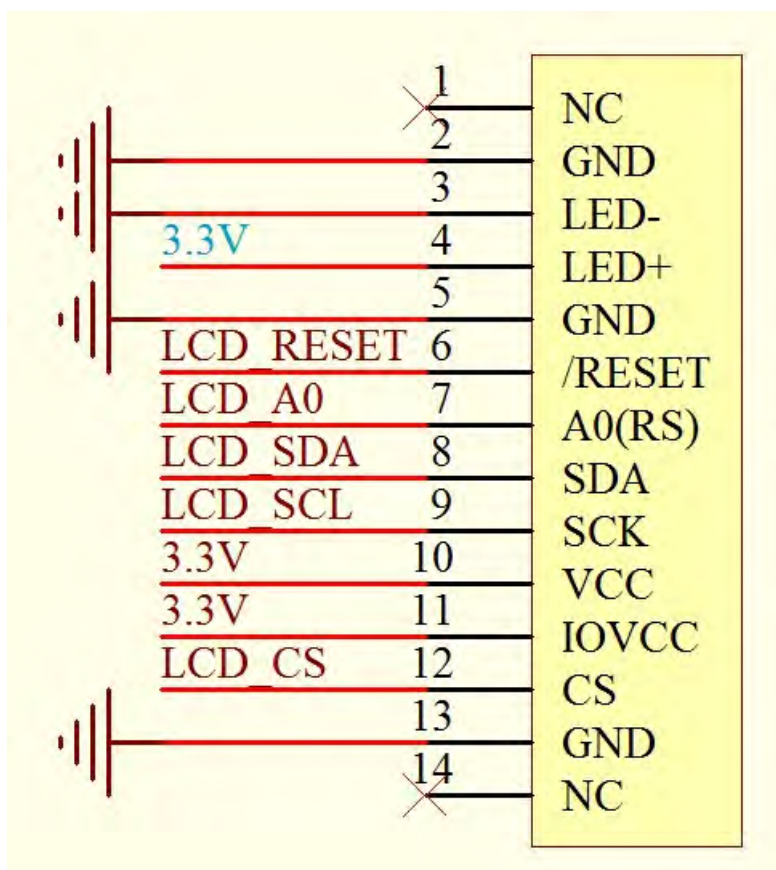 1 NC
2 GND
3 LED-
3.3V 4 LED+
5 GND
LCD_RESET 6 /RESET
LCD_A0 7 A0(RS)
LCD_SDA 8 SDA
LCD_SCL 9 SCK
3.3V 10 VCC
3.3V 11 IOVCC
LCD_CS 12 CS
13 GND
14 NC